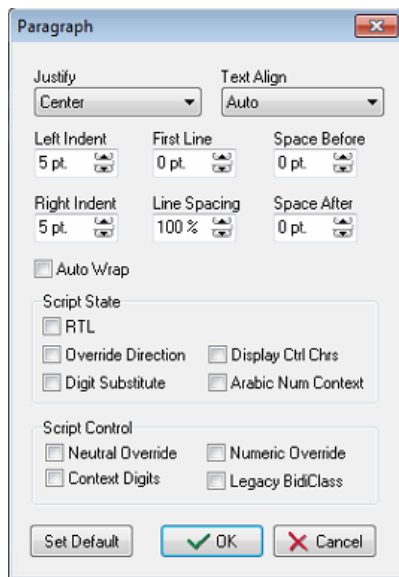 Paragraph
Justify Text Align
Center Auto
Left Indent First Line Space Before
5 pt. 0 pt. 0 pt.
Right Indent Line Spacing Space After
5 pt. 100 % 0 pt.
Auto Wrap
Script State
RTL
Override Direction Display Ctrl Chrs
Digit Substitute Arabic Num Context
Script Control
Neutral Override Numeric Override
Context Digits Legacy BidiClass
Set Default OK Cancel